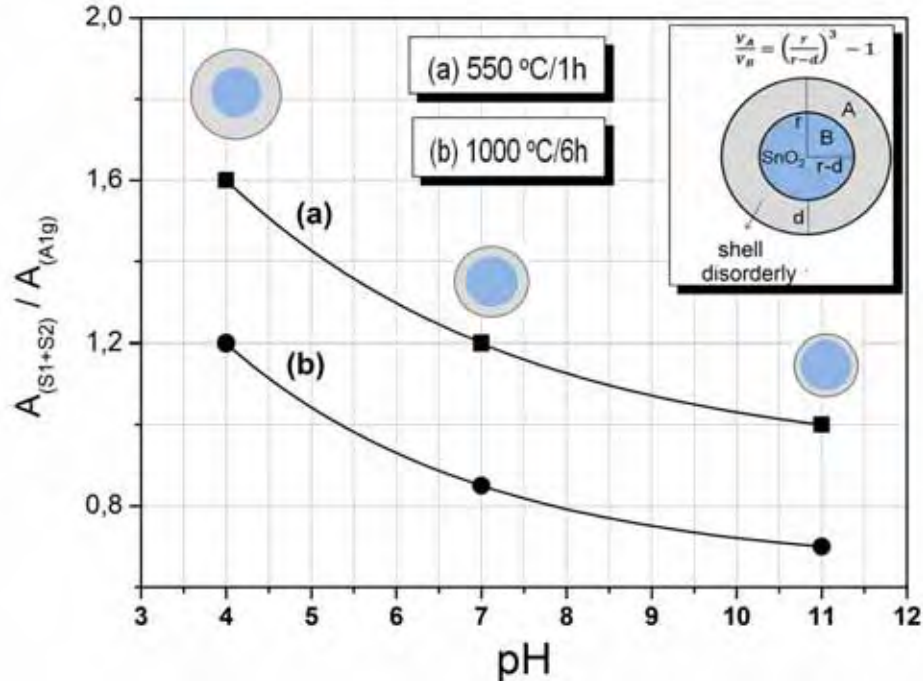 2,0
1,6
1,2
0,8
A(S1+S2) / A(A1g)
3 4 5 6 7 8 9 10 11 12
pH
(a) 550 ºC/1h
(b) 1000 ºC/6h
(a)
(b)
V_A/V_B = (r/(r-d))^3 − 1
A
r
B
SnO2
r-d
d
shell
disorderly